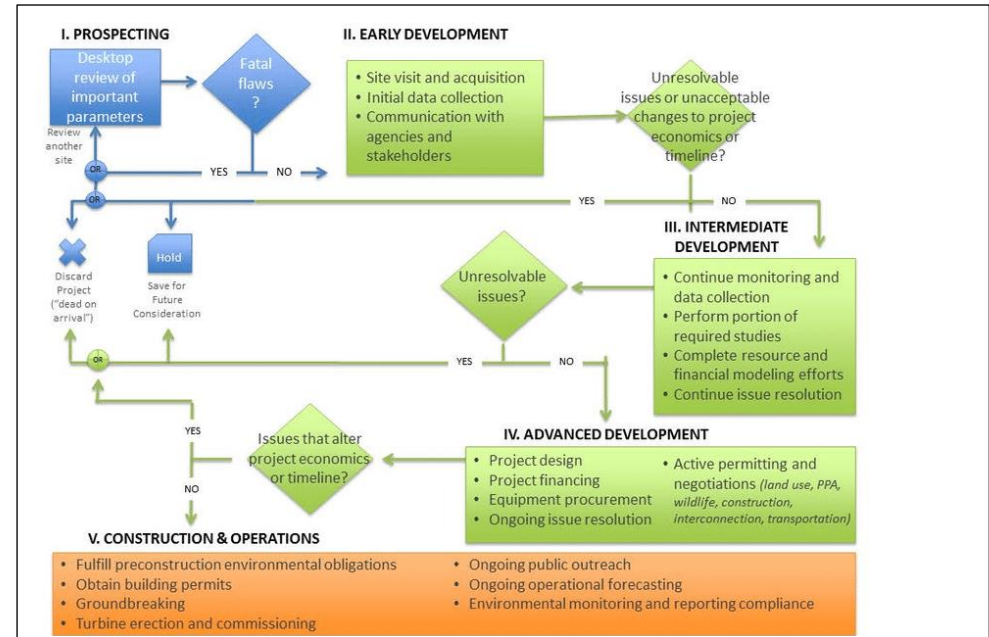 I. PROSPECTING
Desktop
review of
important
parameters
Fatal
flaws
?
Review
another
site
OR
YES
NO
OR
Discard
Project
("dead on
arrival")
Hold
Save for
Future
Consideration
II. EARLY DEVELOPMENT
• Site visit and acquisition
• Initial data collection
• Communication with
agencies and
stakeholders
Unresolvable
issues or unacceptable
changes to project
economics or
timeline?
YES
NO
III. INTERMEDIATE
DEVELOPMENT
• Continue monitoring and
data collection
• Perform portion of
required studies
• Complete resource and
financial modeling efforts
• Continue issue resolution
Unresolvable
issues?
YES
NO
OR
IV. ADVANCED DEVELOPMENT
• Project design
• Project financing
• Equipment procurement
• Ongoing issue resolution
• Active permitting and
negotiations (land use, PPA,
wildlife, construction,
interconnection, transportation)
Issues that alter
project economics
or timeline?
YES
NO
V. CONSTRUCTION & OPERATIONS
• Fulfill preconstruction environmental obligations
• Obtain building permits
• Groundbreaking
• Turbine erection and commissioning
• Ongoing public outreach
• Ongoing operational forecasting
• Environmental monitoring and reporting compliance